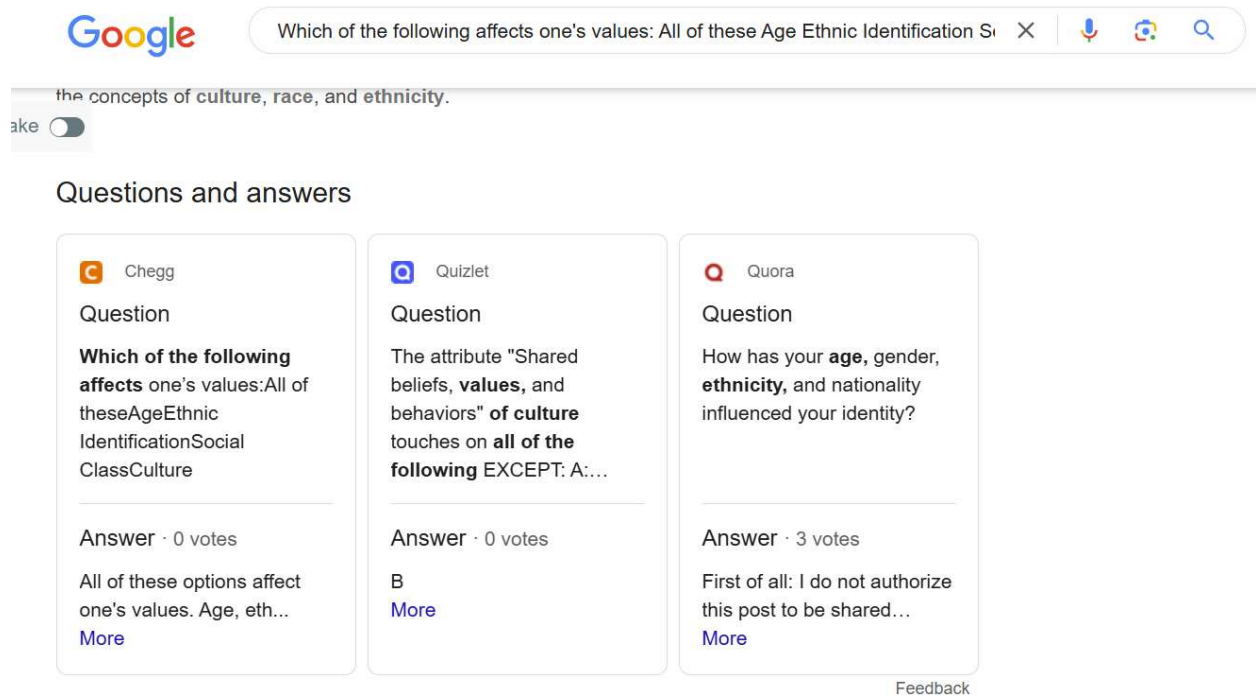 Google
Which of the following affects one's values: All of these Age Ethnic Identification S
the concepts of culture, race, and ethnicity.
ake
Questions and answers
Chegg
Question
Which of the following
affects one’s values:All of
theseAgeEthnic
IdentificationSocial
ClassCulture
Answer · 0 votes
All of these options affect
one's values. Age, eth...
More
Quizlet
Question
The attribute "Shared
beliefs, values, and
behaviors" of culture
touches on all of the
following EXCEPT: A:…
Answer · 0 votes
B
More
Quora
Question
How has your age, gender,
ethnicity, and nationality
influenced your identity?
Answer · 3 votes
First of all: I do not authorize
this post to be shared…
More
Feedback